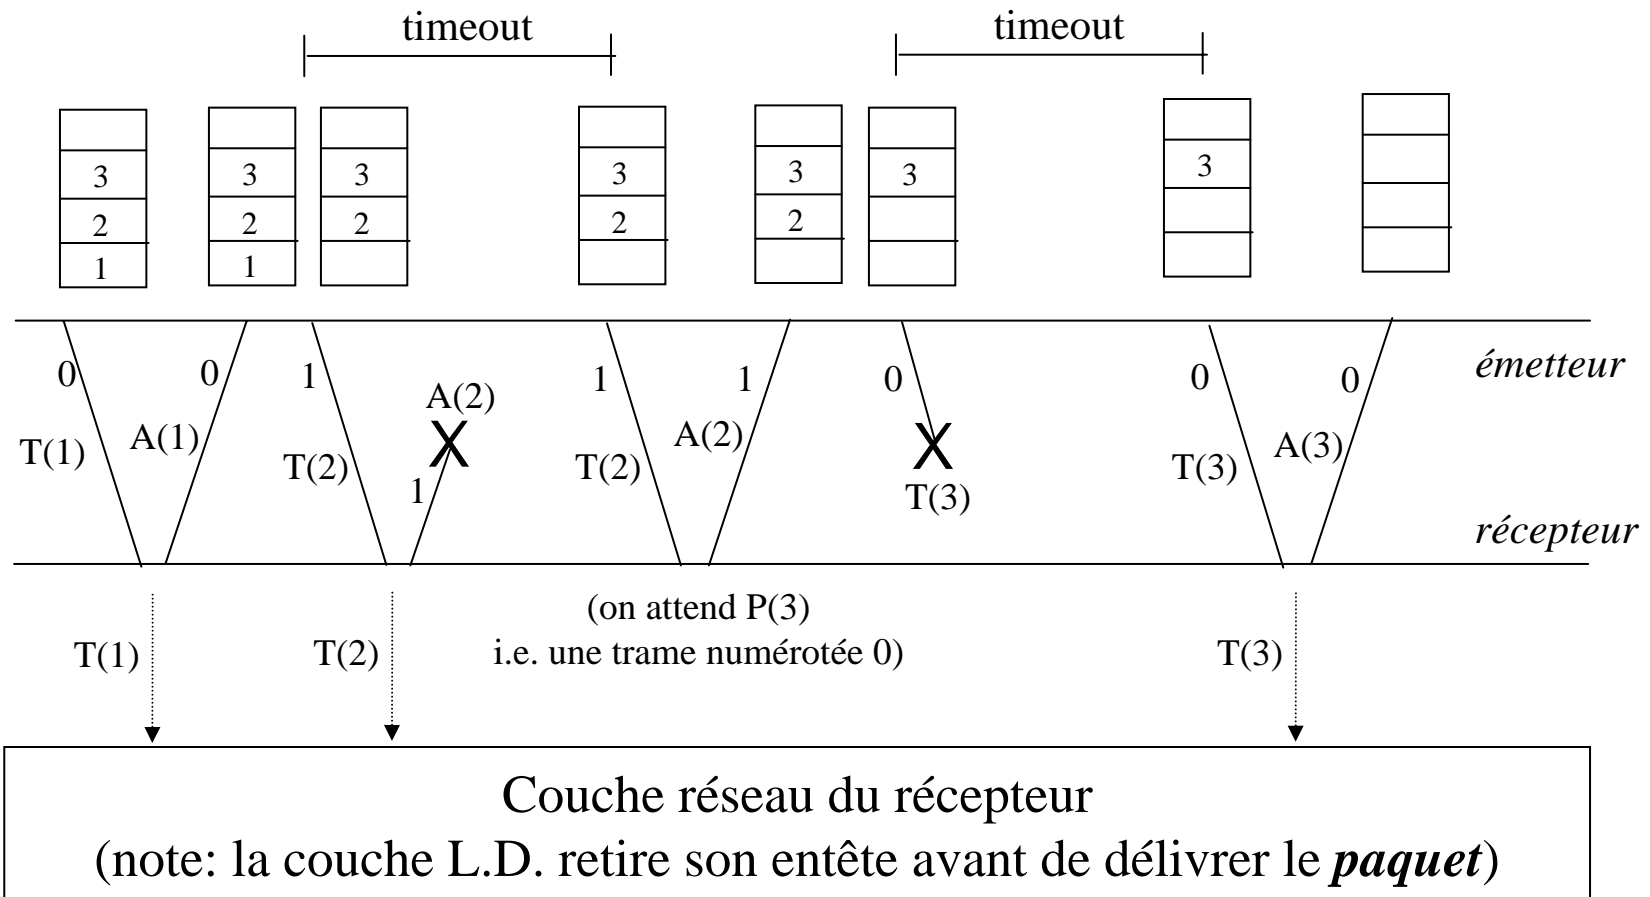 timeout timeout
3 3 3 3 3 3 3
2 2 2 2 2
1 1
0 0 1 1 1 0 0 0 émetteur
A(2)
T(1) A(1) T(2) X T(2) A(2) X T(3) A(3)
1 T(3)
récepteur
(on attend P(3)
T(1) T(2) i.e. une trame numérotée 0) T(3)
Couche réseau du récepteur
(note: la couche L.D. retire son entête avant de délivrer le paquet)